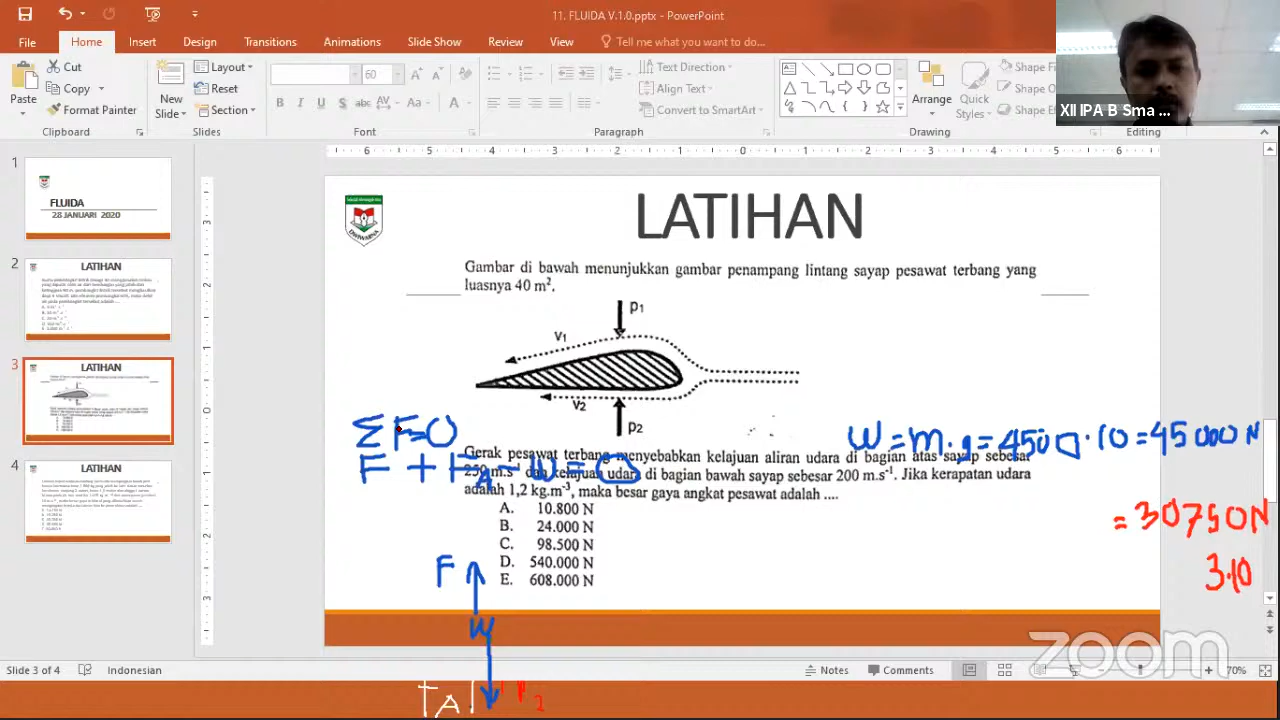 11. FLUIDA V.1.0.pptx - PowerPoint
File Home Insert Design Transitions Animations Slide Show Review View Tell me what you want to do...
Cut
Copy
Format Painter
Paste
Clipboard
New
Slide
Layout
Reset
Section
Slides
60
Font
Paragraph
Text Direction
Align Text
Convert to SmartArt
Arrange
Quick
Styles
Shape Fi
Shape O
Shape E
Drawing
Editing
XII IPA B Sma ...
1
FLUIDA
28 JANUARI 2020
2
LATIHAN
3
LATIHAN
4
LATIHAN
LATIHAN
Gambar di bawah menunjukkan gambar penampang lintang sayap pesawat terbang yang
luasnya 40 m².
p1
v1
v2
p2
ΣF=0
F + FA - W = 0
W = m.g = 4500.10 = 45000 N
Gerak pesawat terbang menyebabkan kelajuan aliran udara di bagian atas sayap sebesar
250 m.s⁻¹ dan kelajuan udara di bagian bawah sayap sebesar 200 m.s⁻¹. Jika kerapatan udara
adalah 1,2 kg.m⁻³, maka besar gaya angkat pesawat adalah ....
A. 10.800 N
B. 24.000 N
C. 98.500 N
D. 540.000 N
E. 608.000 N
= 30750N
3.10
F
W
zoom
Slide 3 of 4 Indonesian Notes Comments 70%